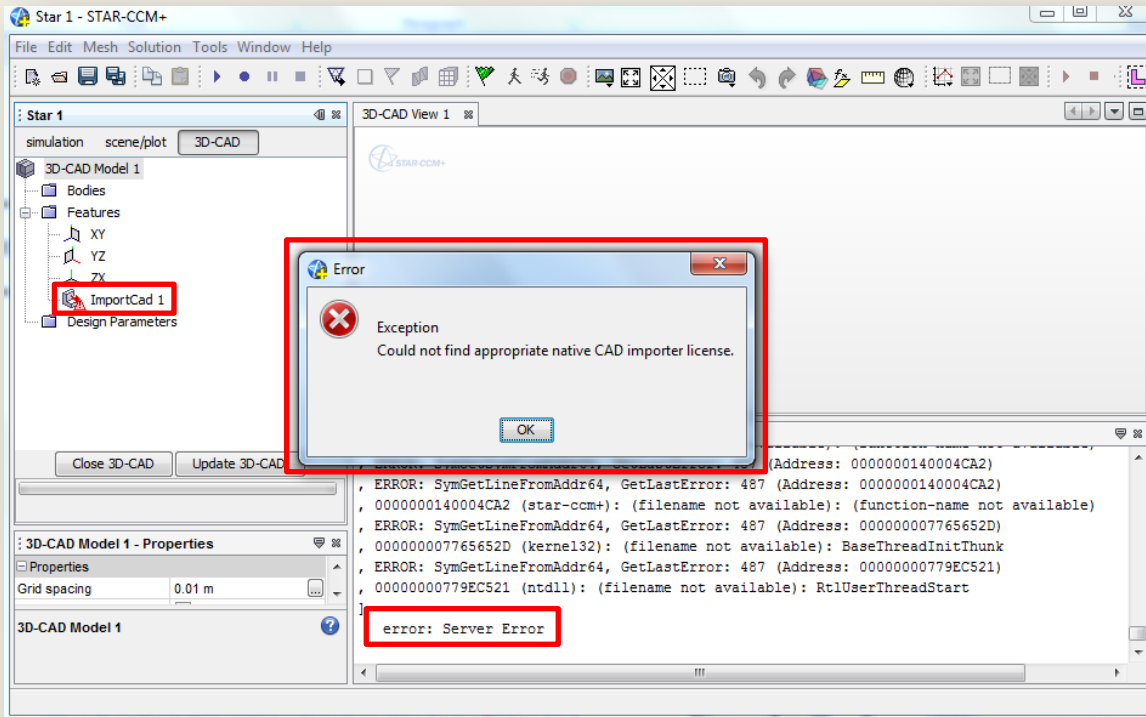 Star 1 - STAR-CCM+
File Edit Mesh Solution Tools Window Help
Star 1
3D-CAD View 1
simulation scene/plot 3D-CAD
STAR-CCM+
3D-CAD Model 1
Bodies
Features
XY
YZ
ZX
ImportCad 1
Design Parameters
Error
Exception
Could not find appropriate native CAD importer license.
OK
Close 3D-CAD Update 3D-CAD
(Address: 0000000140004CA2)
, ERROR: SymGetLineFromAddr64, GetLastError: 487 (Address: 0000000140004CA2)
, 0000000140004CA2 (star-ccm+): (filename not available): (function-name not available)
, ERROR: SymGetLineFromAddr64, GetLastError: 487 (Address: 000000007765652D)
, 000000007765652D (kernel32): (filename not available): BaseThreadInitThunk
, ERROR: SymGetLineFromAddr64, GetLastError: 487 (Address: 00000000779EC521)
, 00000000779EC521 (ntdll): (filename not available): RtlUserThreadStart
]
error: Server Error
3D-CAD Model 1 - Properties
Properties
Grid spacing 0.01 m ...
3D-CAD Model 1